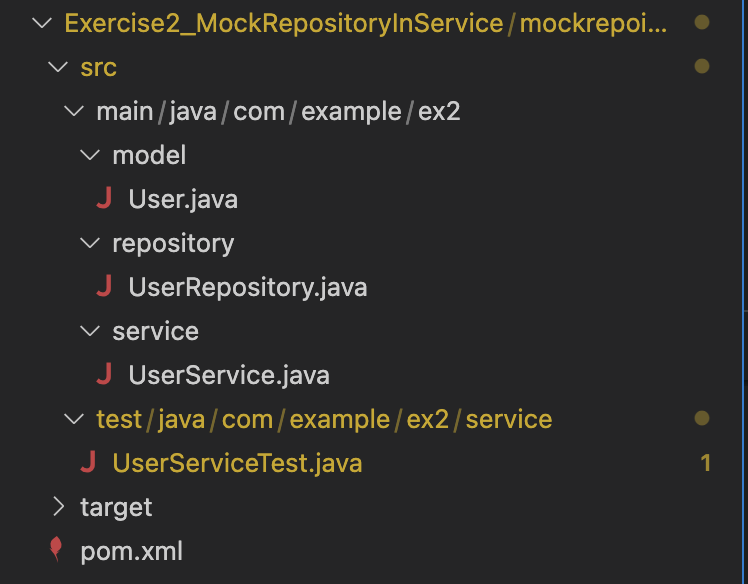 Exercise2_MockRepositoryInService/mockrepoi...
src
main/java/com/example/ex2
model
J User.java
repository
J UserRepository.java
service
J UserService.java
test/java/com/example/ex2/service
J UserServiceTest.java 1
target
pom.xml